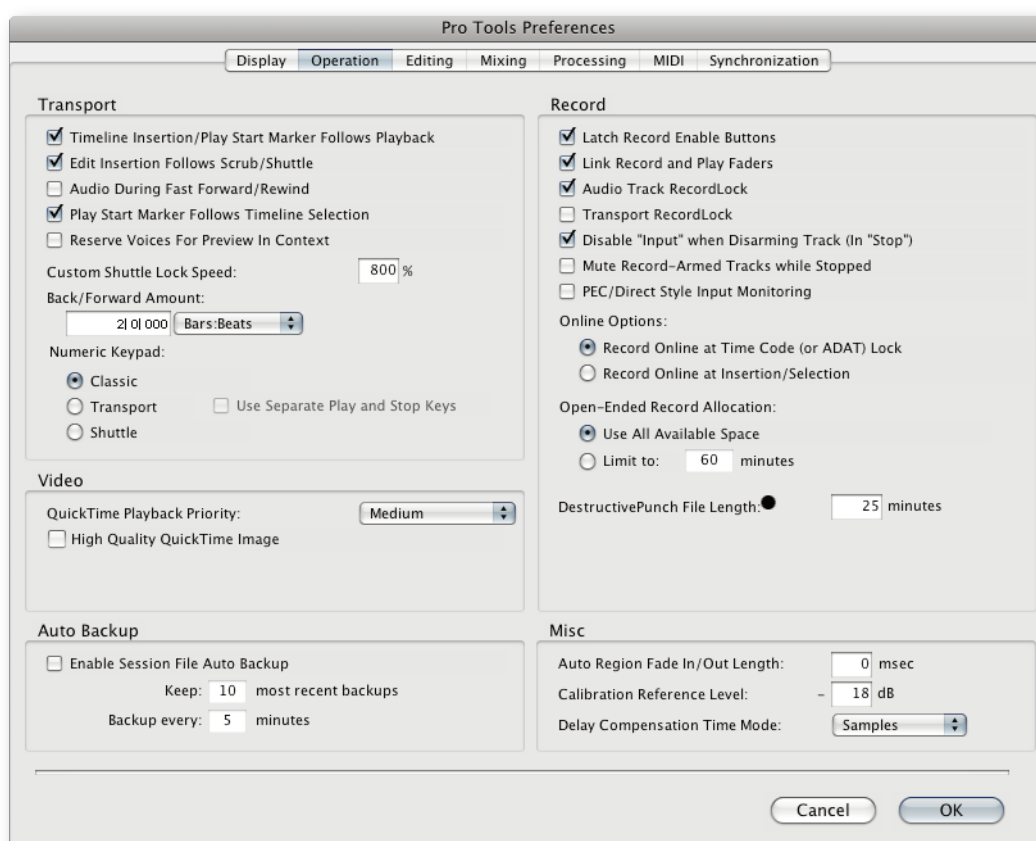 Pro Tools Preferences
Display Operation Editing Mixing Processing MIDI Synchronization
Transport
Timeline Insertion/Play Start Marker Follows Playback
Edit Insertion Follows Scrub/Shuttle
Audio During Fast Forward/Rewind
Play Start Marker Follows Timeline Selection
Reserve Voices For Preview In Context
Custom Shuttle Lock Speed: 800 %
Back/Forward Amount:
2| 0| 000 Bars:Beats
Numeric Keypad:
Classic
Transport Use Separate Play and Stop Keys
Shuttle
Video
QuickTime Playback Priority: Medium
High Quality QuickTime Image
Auto Backup
Enable Session File Auto Backup
Keep: 10 most recent backups
Backup every: 5 minutes
Record
Latch Record Enable Buttons
Link Record and Play Faders
Audio Track RecordLock
Transport RecordLock
Disable "Input" when Disarming Track (In "Stop")
Mute Record-Armed Tracks while Stopped
PEC/Direct Style Input Monitoring
Online Options:
Record Online at Time Code (or ADAT) Lock
Record Online at Insertion/Selection
Open-Ended Record Allocation:
Use All Available Space
Limit to: 60 minutes
DestructivePunch File Length: 25 minutes
Misc
Auto Region Fade In/Out Length: 0 msec
Calibration Reference Level: - 18 dB
Delay Compensation Time Mode: Samples
Cancel OK